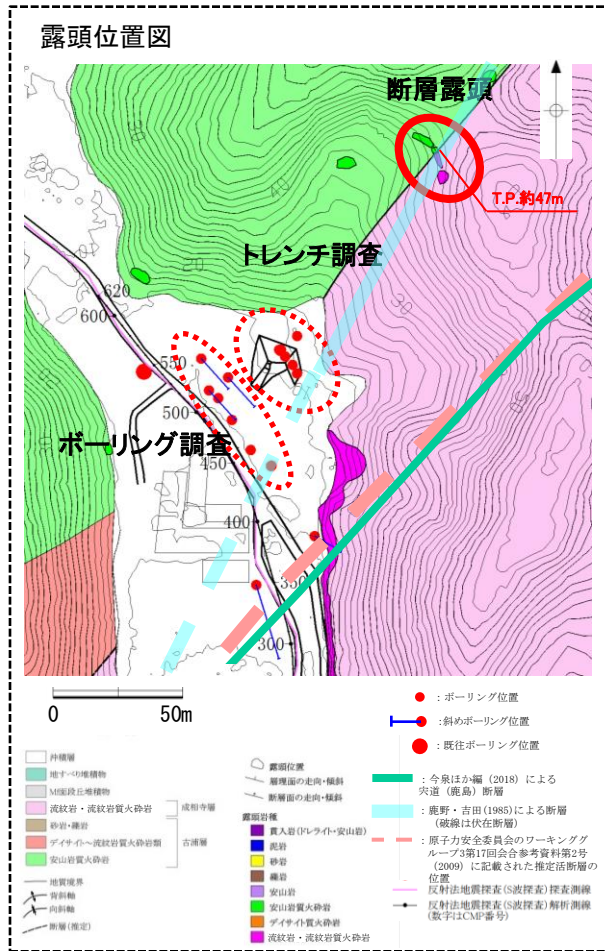 露頭位置図
断層露頭
T.P.約47m
トレンチ調査
620
600
550
500
ボーリング調査
450
400
350
300
0 50m
：ボーリング位置
：斜めボーリング位置
：既往ボーリング位置
：今泉ほか編（2018）による
宍道（鹿島）断層
：鹿野・吉田(1985)による断層
（破線は伏在断層）
：原子力安全委員会のワーキンググ
ループ3第17回会合参考資料第2号
（2009）に記載された推定活断層
の位置
反射法地震探査(S波探査)探査測線
反射法地震探査(S波探査)解析測線
(数字はCMP番号)
沖積層
地すべり堆積物
M1面段丘堆積物
流紋岩・流紋岩質火砕岩 成相寺層
砂岩・礫岩
デイサイト～流紋岩質火砕岩類 古浦層
安山岩質火砕岩
地質境界
背斜軸
向斜軸
断層(推定)
露頭位置
層理面の走向・傾斜
断層面の走向・傾斜
露頭岩種
貫入岩(ドレライト・安山岩)
泥岩
砂岩
礫岩
安山岩
安山岩質火砕岩
デイサイト質火砕岩
流紋岩・流紋岩質火砕岩